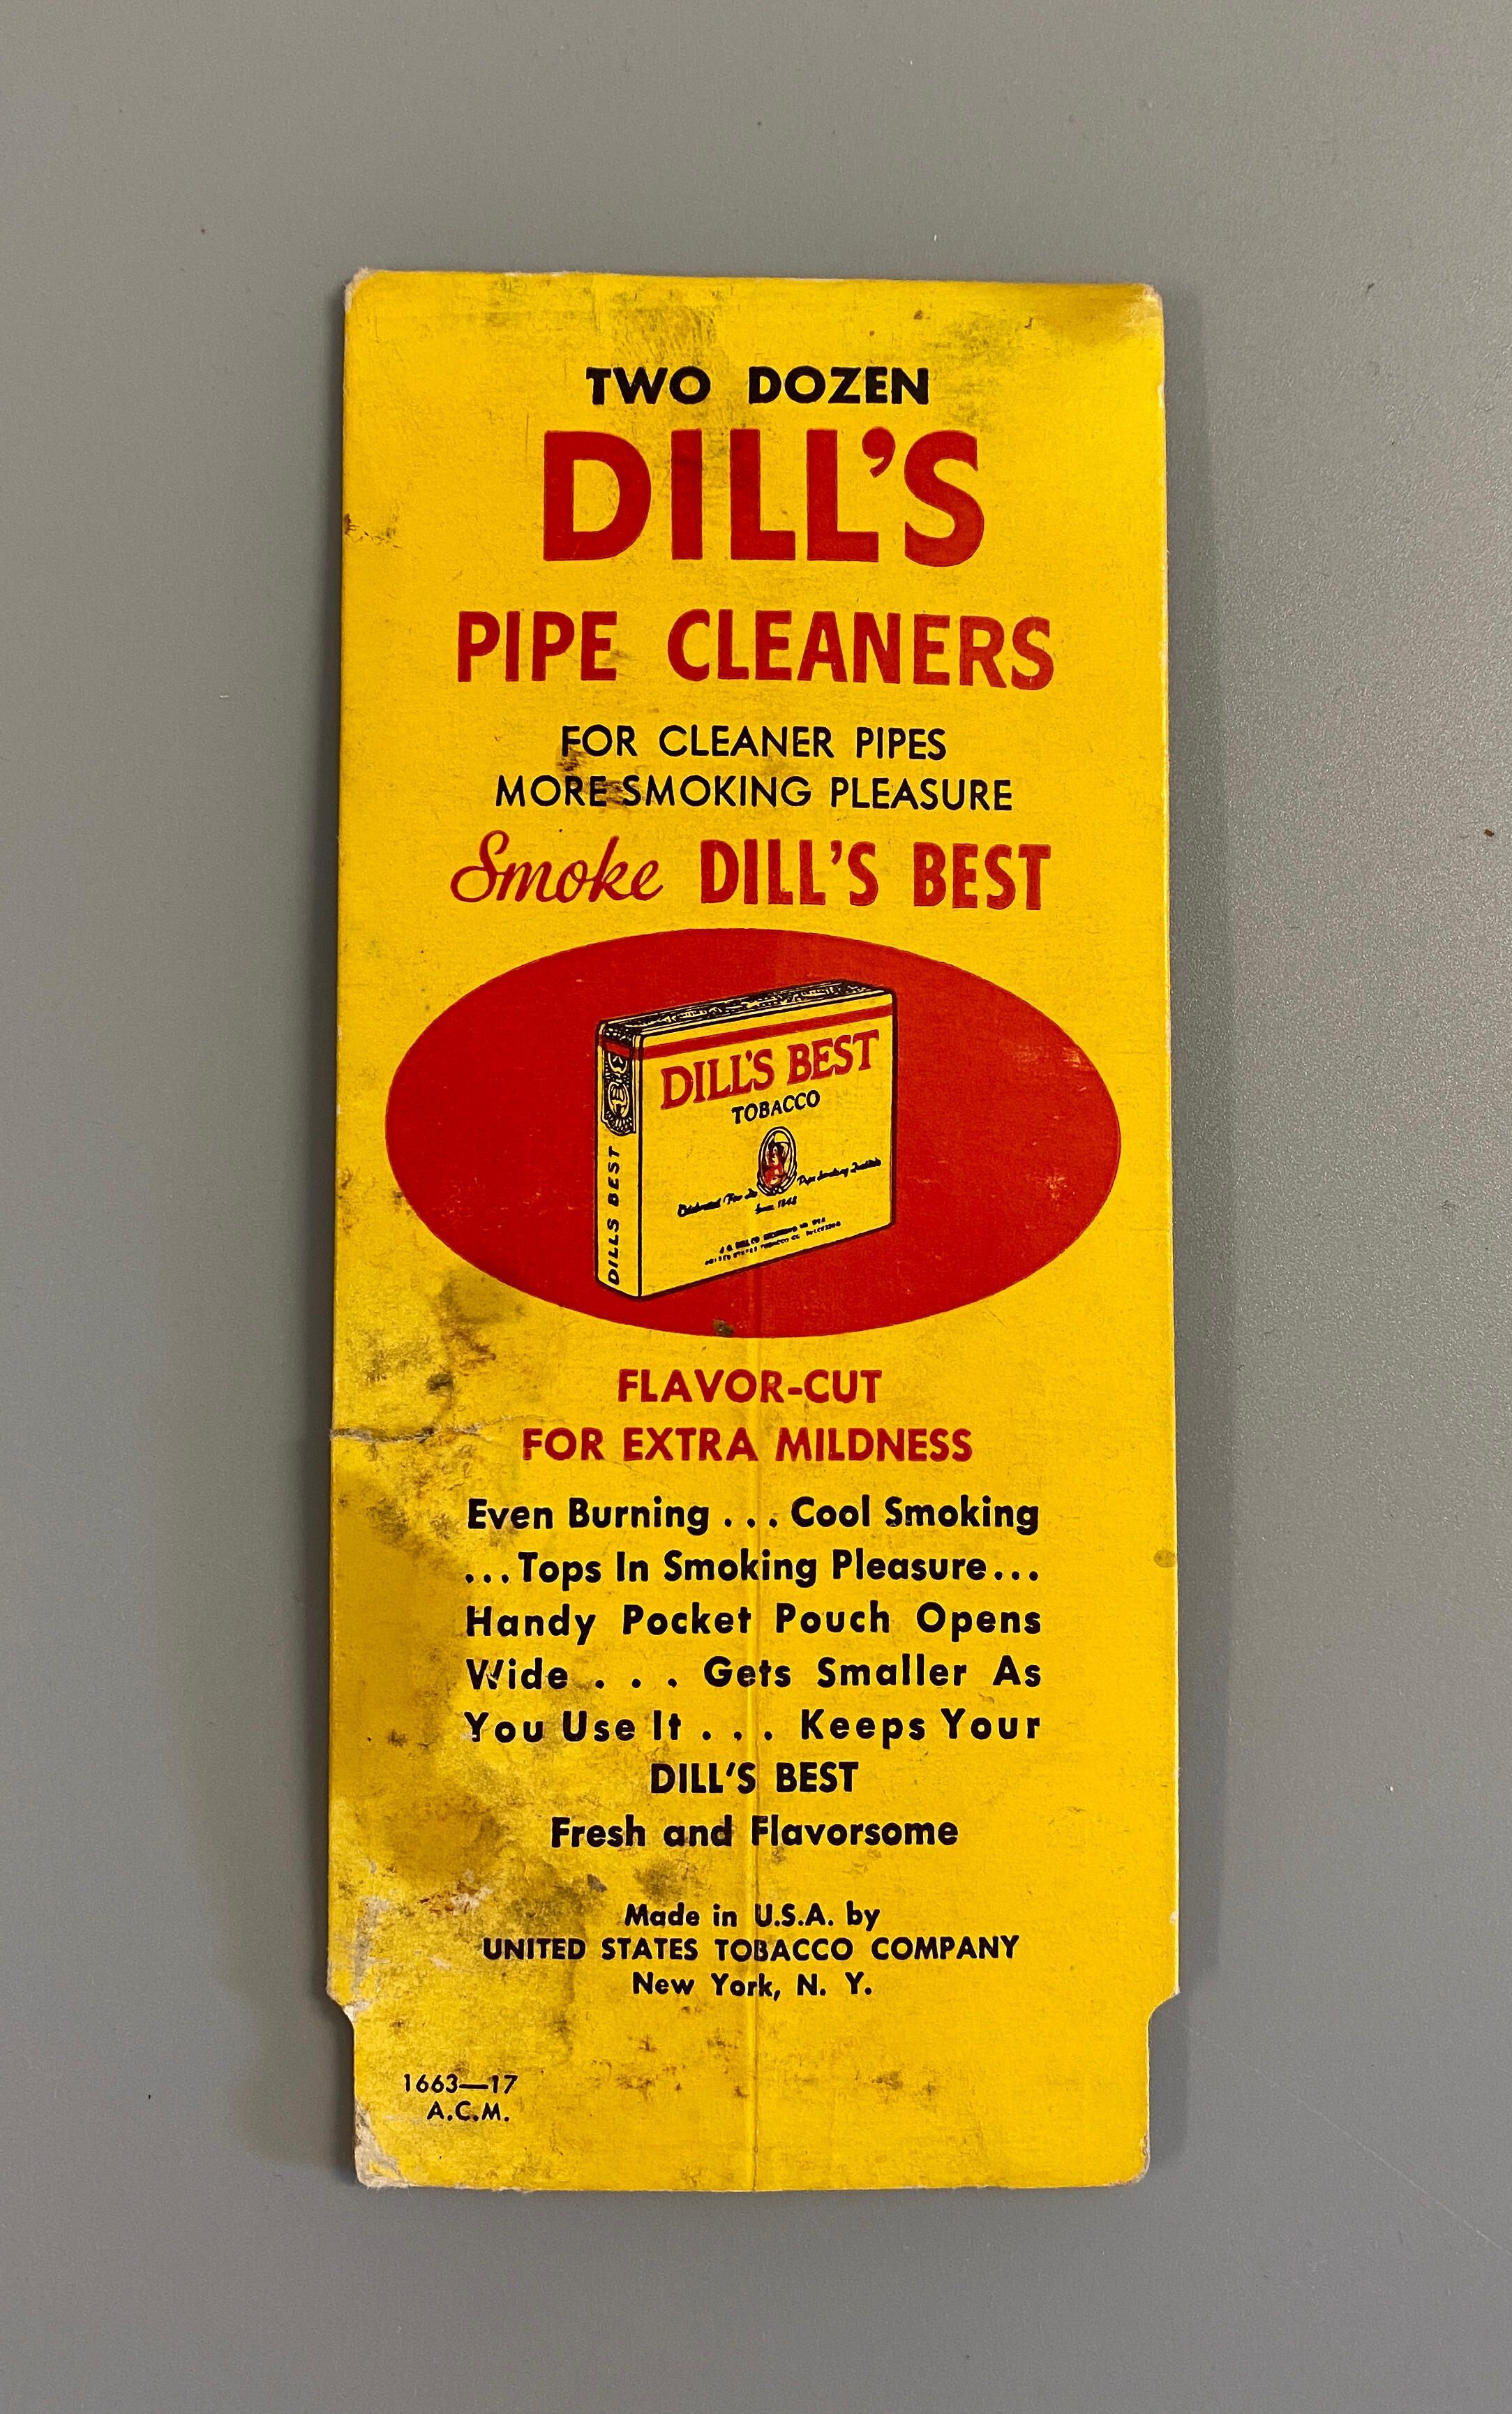 TWO DOZEN
DILL'S
PIPE CLEANERS
FOR CLEANER PIPES
MORE SMOKING PLEASURE
Smoke DILL'S BEST
DILL'S BEST
TOBACCO
DILLS BEST
Since 1848
FLAVOR-CUT
FOR EXTRA MILDNESS
Even Burning . . . Cool Smoking
...Tops In Smoking Pleasure...
Handy Pocket Pouch Opens
Wide . . . Gets Smaller As
You Use It . . . Keeps Your
DILL'S BEST
Fresh and Flavorsome
Made in U.S.A. by
UNITED STATES TOBACCO COMPANY
New York, N. Y.
1663—17
A.C.M.